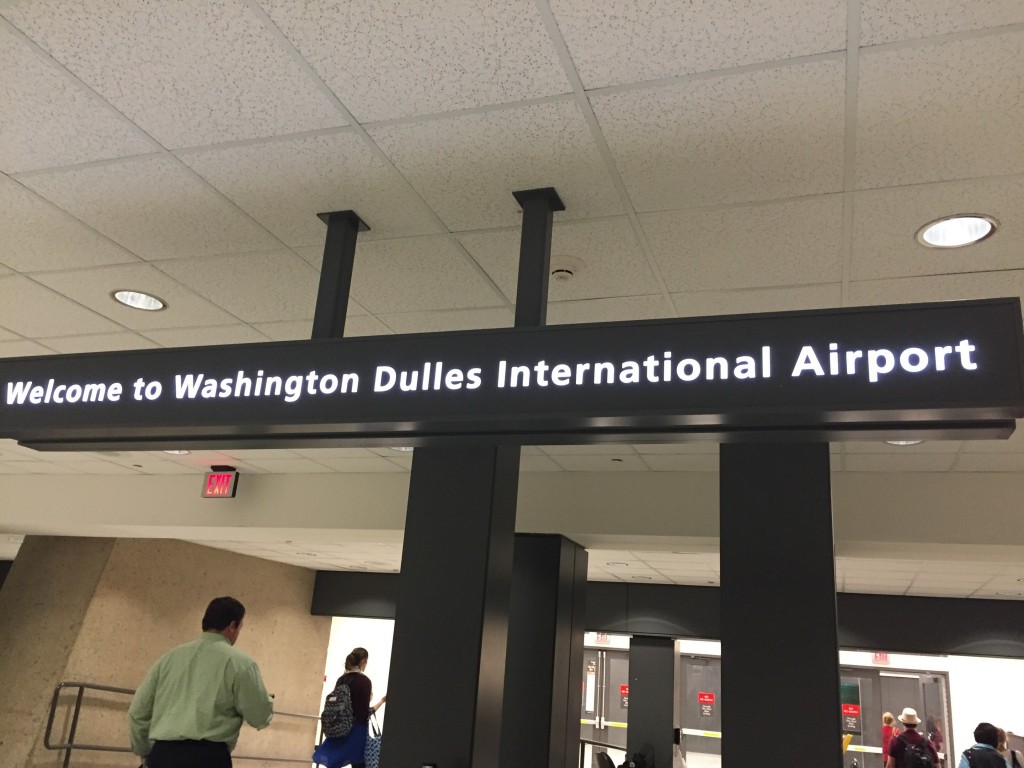 Welcome to Washington Dulles International Airport
EXIT